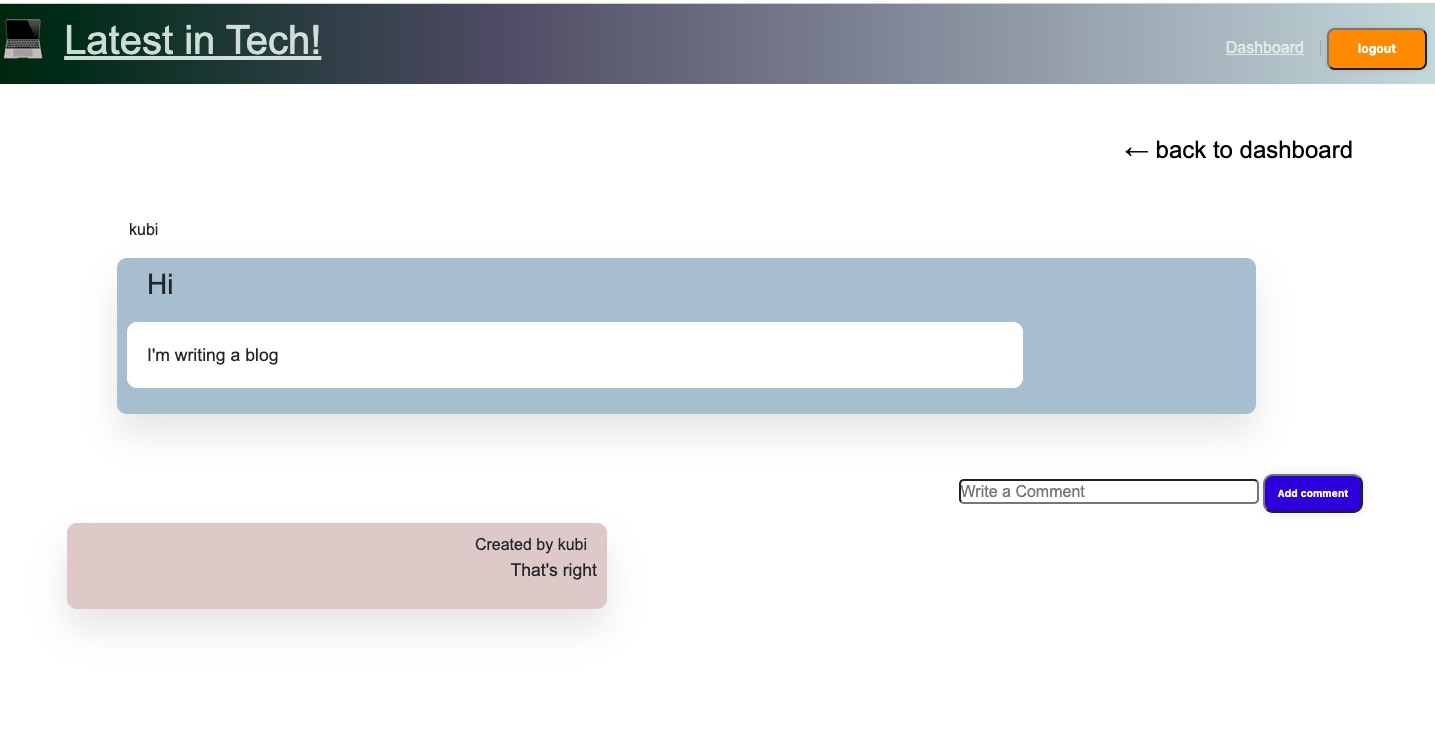 Latest in Tech!
Dashboard | logout
← back to dashboard
kubi
Hi
I'm writing a blog
Write a Comment Add comment
Created by kubi
That's right